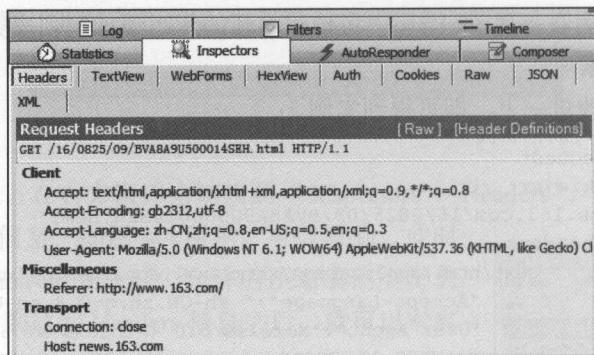 Log Filters Timeline
Statistics Inspectors AutoResponder Composer
Headers TextView WebForms HexView Auth Cookies Raw JSON
XML
Request Headers [Raw] [Header Definitions]
GET /16/0825/09/BVA8A9U500014SEH.html HTTP/1.1
Client
Accept: text/html,application/xhtml+xml,application/xml;q=0.9,*/*;q=0.8
Accept-Encoding: gb2312,utf-8
Accept-Language: zh-CN,zh;q=0.8,en-US;q=0.5,en;q=0.3
User-Agent: Mozilla/5.0 (Windows NT 6.1; WOW64) AppleWebKit/537.36 (KHTML, like Gecko) Cl
Miscellaneous
Referer: http://www.163.com/
Transport
Connection: close
Host: news.163.com